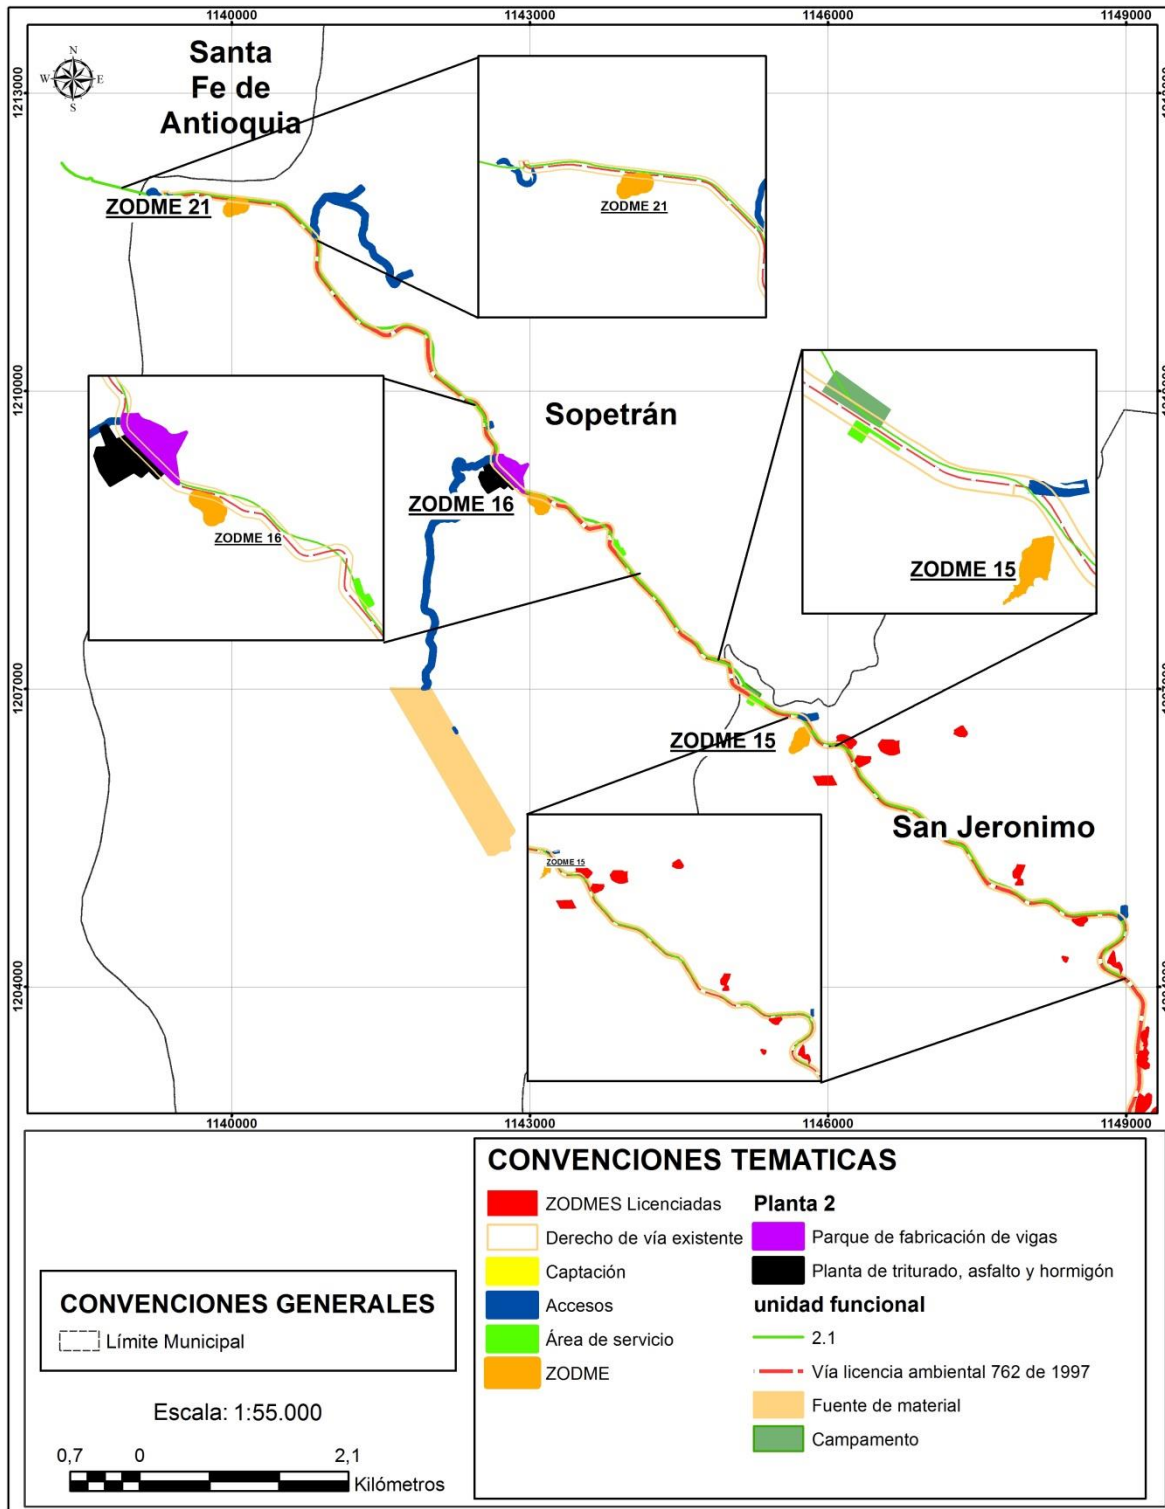 1140000
1143000
1146000
1149000
N
W
E
S
Santa
Fe de
Antioquia
1213000
ZODME 21
ZODME 21
1210000
Sopetrán
ZODME 16
ZODME 16
ZODME 15
1207000
ZODME 15
San Jeronimo
ZODME 15
1204000
1140000
1143000
1146000
1149000
CONVENCIONES GENERALES
Límite Municipal
Escala: 1:55.000
0,7
0
2,1
Kilómetros
CONVENCIONES TEMATICAS
ZODMES Licenciadas
Derecho de vía existente
Captación
Accesos
Área de servicio
ZODME
Planta 2
Parque de fabricación de vigas
Planta de triturado, asfalto y hormigón
unidad funcional
2.1
Vía licencia ambiental 762 de 1997
Fuente de material
Campamento